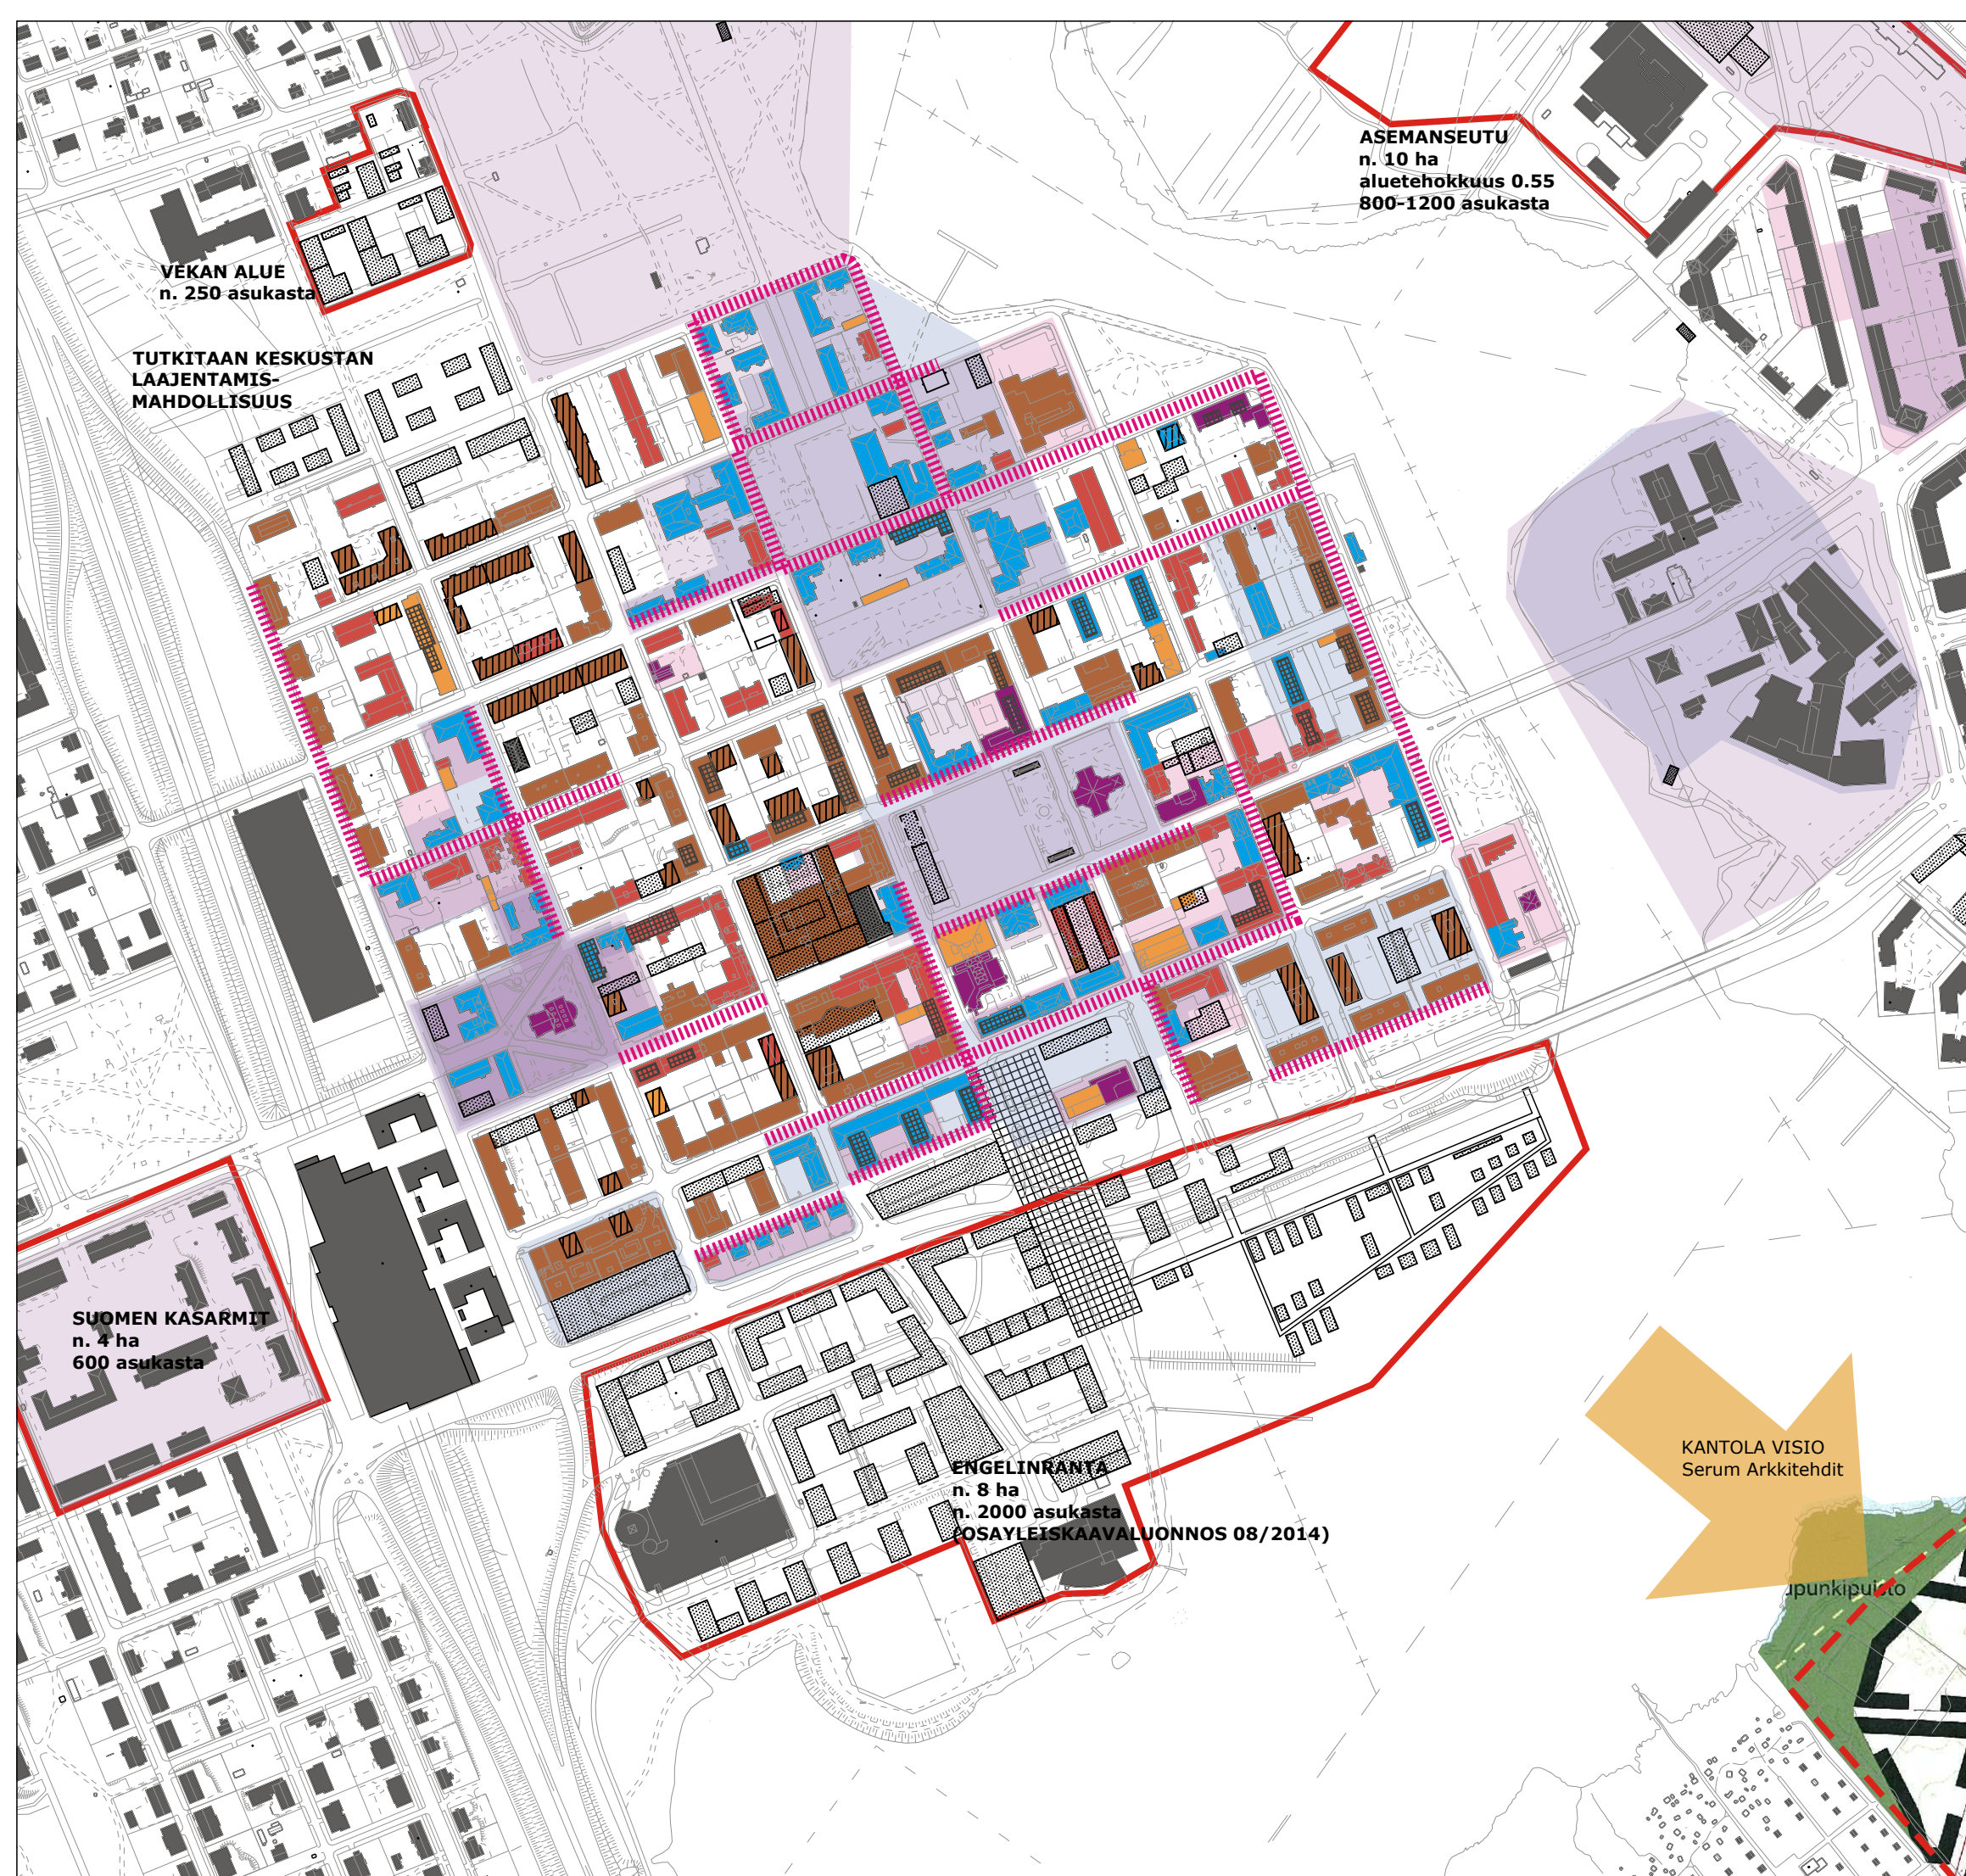 ASEMANSEUTU
n. 10 ha
aluetehokkuus 0.55
800-1200 asukasta
VEKAN ALUE
n. 250 asukasta
TUTKITAAN KESKUSTAN
LAAJENTAMIS-
MAHDOLLISUUS
SUOMEN KASARMIT
n. 4 ha
600 asukasta
KANTOLA VISIO
Serum Arkkitehdit
ENGELINRANTA
n. 8 ha
n. 2000 asukasta
(OSAYLEISKAAVALUONNOS 08/2014)
upunkipuisto